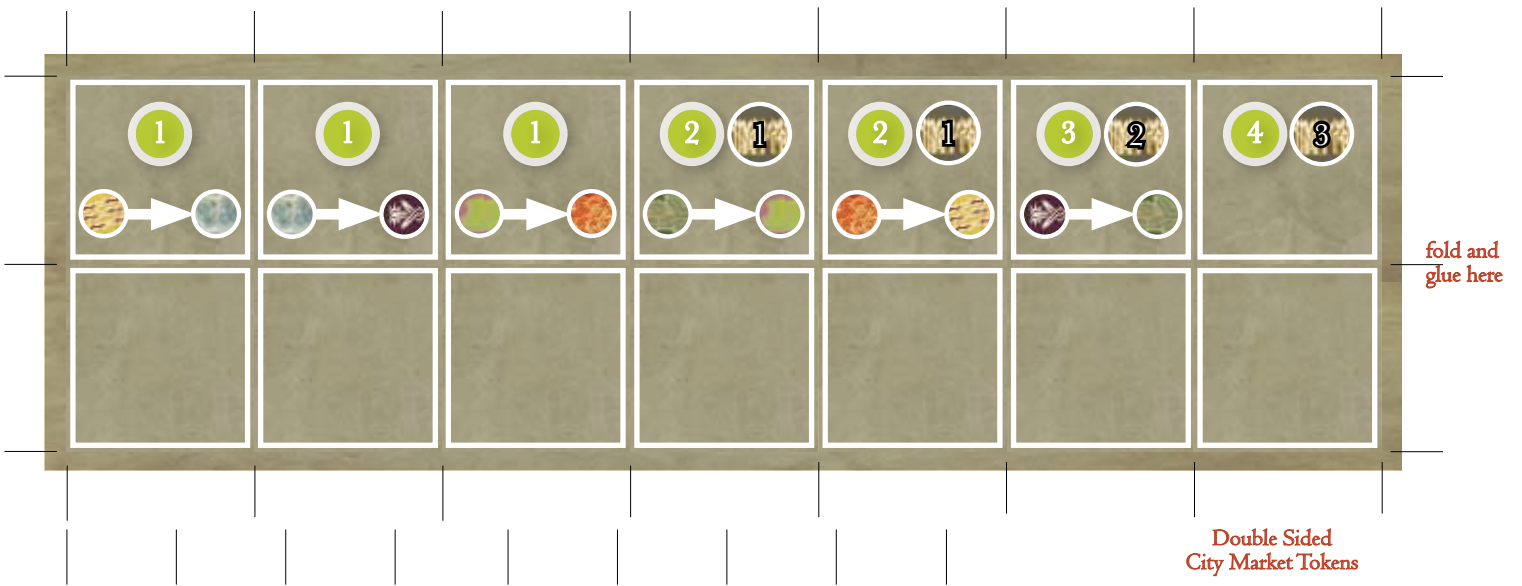 1 1 1 2 1 2 1 3 2 4 3
fold and
glue here
Double Sided
City Market Tokens